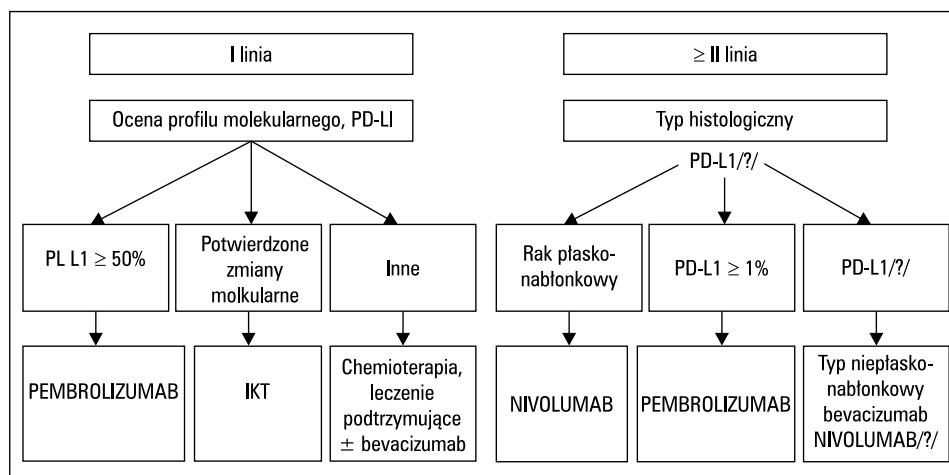 I linia
≥ II linia
Ocena profilu molekularnego, PD-LI
Typ histologiczny
PD-L1/?/
PL L1 ≥ 50%
Potwierdzone
zmiany
molkularne
Inne
Rak płasko-
nabłonkowy
PD-L1 ≥ 1%
PD-L1/?/
PEMBROLIZUMAB
IKT
Chemioterapia,
leczenie
podtrzymujące
± bevacizumab
NIVOLUMAB
PEMBROLIZUMAB
Typ niepłasko-
nabłonkowy
bevacizumab
NIVOLUMAB/?/